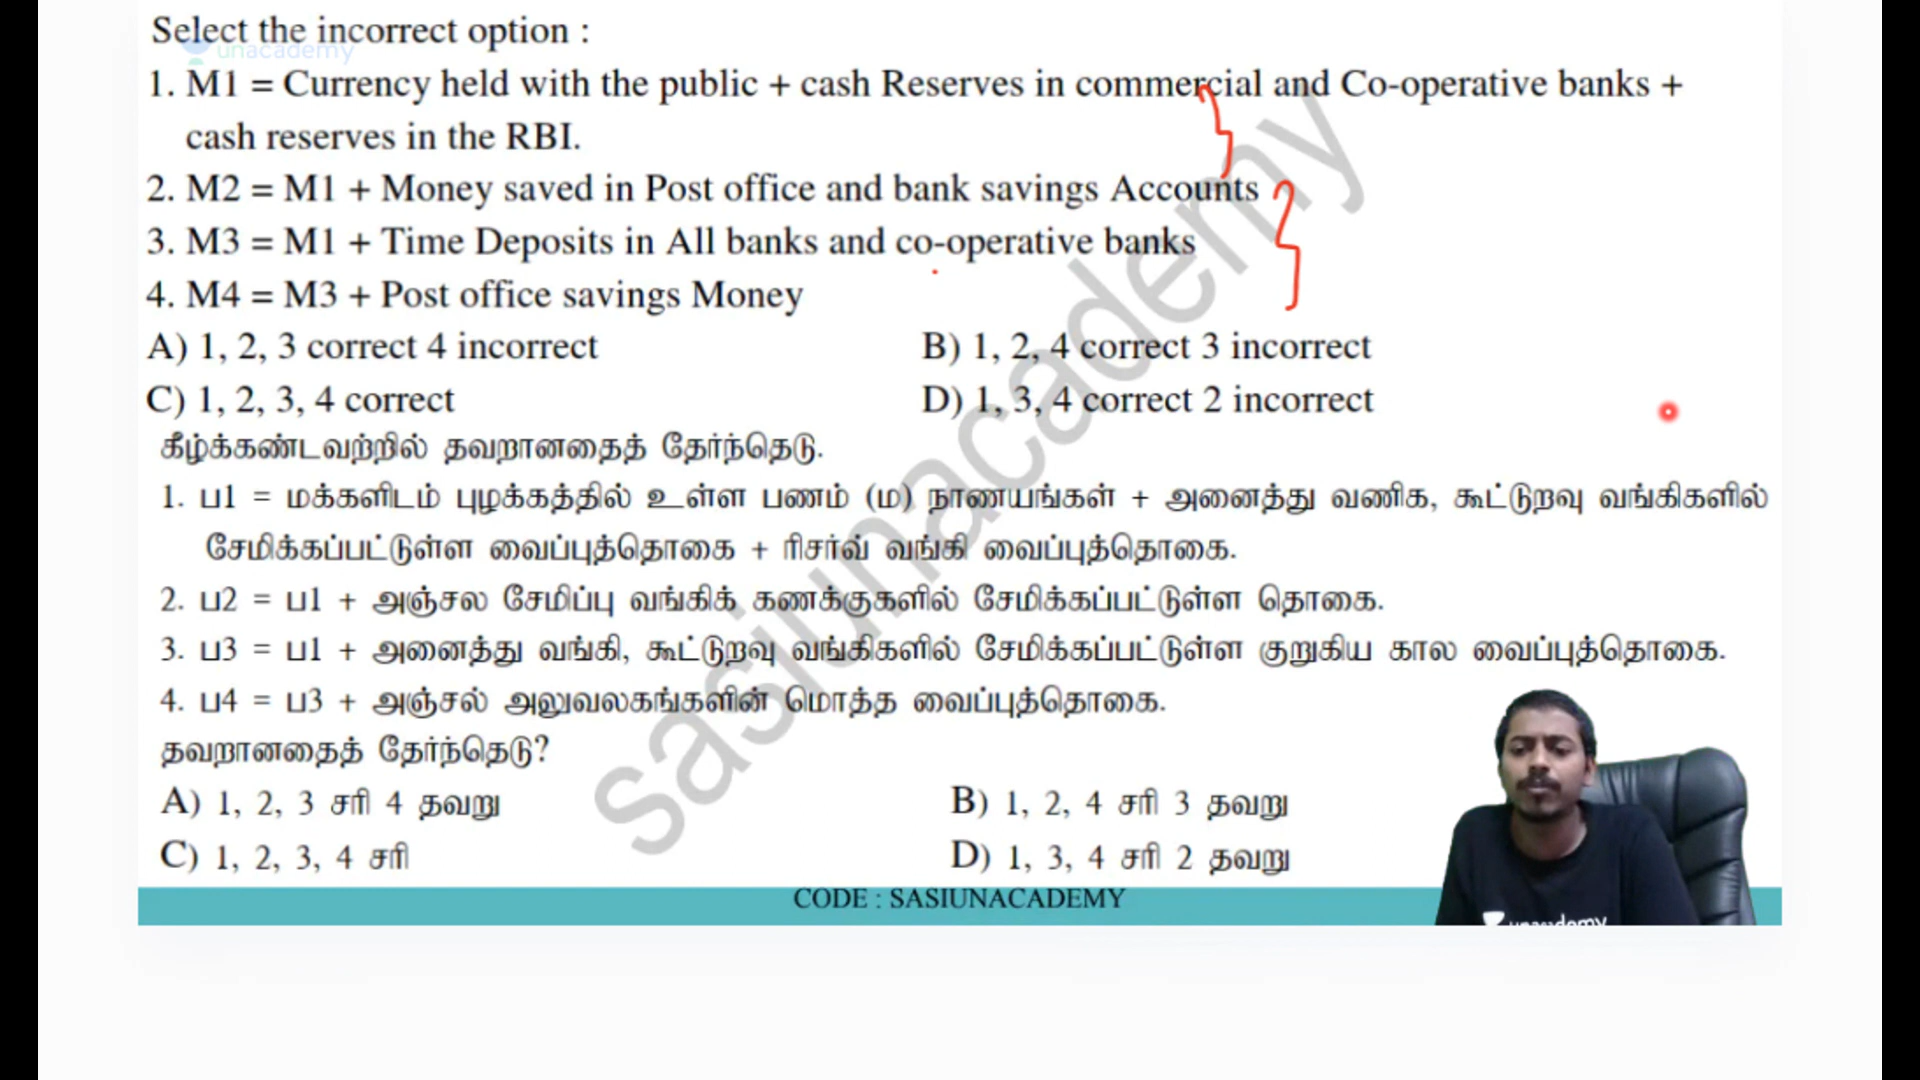 Select the incorrect option :
unacademy
1. M1 = Currency held with the public + cash Reserves in commercial and Co-operative banks +
cash reserves in the RBI.
2. M2 = M1 + Money saved in Post office and bank savings Accounts
3. M3 = M1 + Time Deposits in All banks and co-operative banks
4. M4 = M3 + Post office savings Money
A) 1, 2, 3 correct 4 incorrect B) 1, 2, 4 correct 3 incorrect
C) 1, 2, 3, 4 correct D) 1, 3, 4 correct 2 incorrect
கீழ்க்கண்டவற்றில் தவறானதைத் தேர்ந்தெடு.
1. ப1 = மக்களிடம் புழக்கத்தில் உள்ள பணம் (ம) நாணயங்கள் + அனைத்து வணிக, கூட்டுறவு வங்கிகளில்
சேமிக்கப்பட்டுள்ள வைப்புத்தொகை + ரிசர்வ் வங்கி வைப்புத்தொகை.
2. ப2 = ப1 + அஞ்சல சேமிப்பு வங்கிக் கணக்குகளில் சேமிக்கப்பட்டுள்ள தொகை.
3. ப3 = ப1 + அனைத்து வங்கி, கூட்டுறவு வங்கிகளில் சேமிக்கப்பட்டுள்ள குறுகிய கால வைப்புத்தொகை.
4. ப4 = ப3 + அஞ்சல் அலுவலகங்களின் மொத்த வைப்புத்தொகை.
தவறானதைத் தேர்ந்தெடு?
A) 1, 2, 3 சரி 4 தவறு B) 1, 2, 4 சரி 3 தவறு
C) 1, 2, 3, 4 சரி D) 1, 3, 4 சரி 2 தவறு
sasiunacademy
CODE : SASIUNACADEMY
unacademy